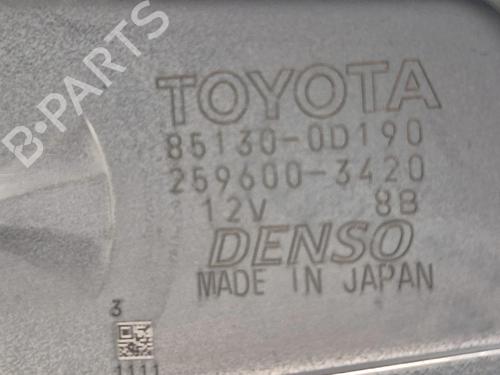 B-PARTS
TOYOTA
85130-0D190
259600-3420
12V 8B
DENSO
MADE IN JAPAN
3
1111